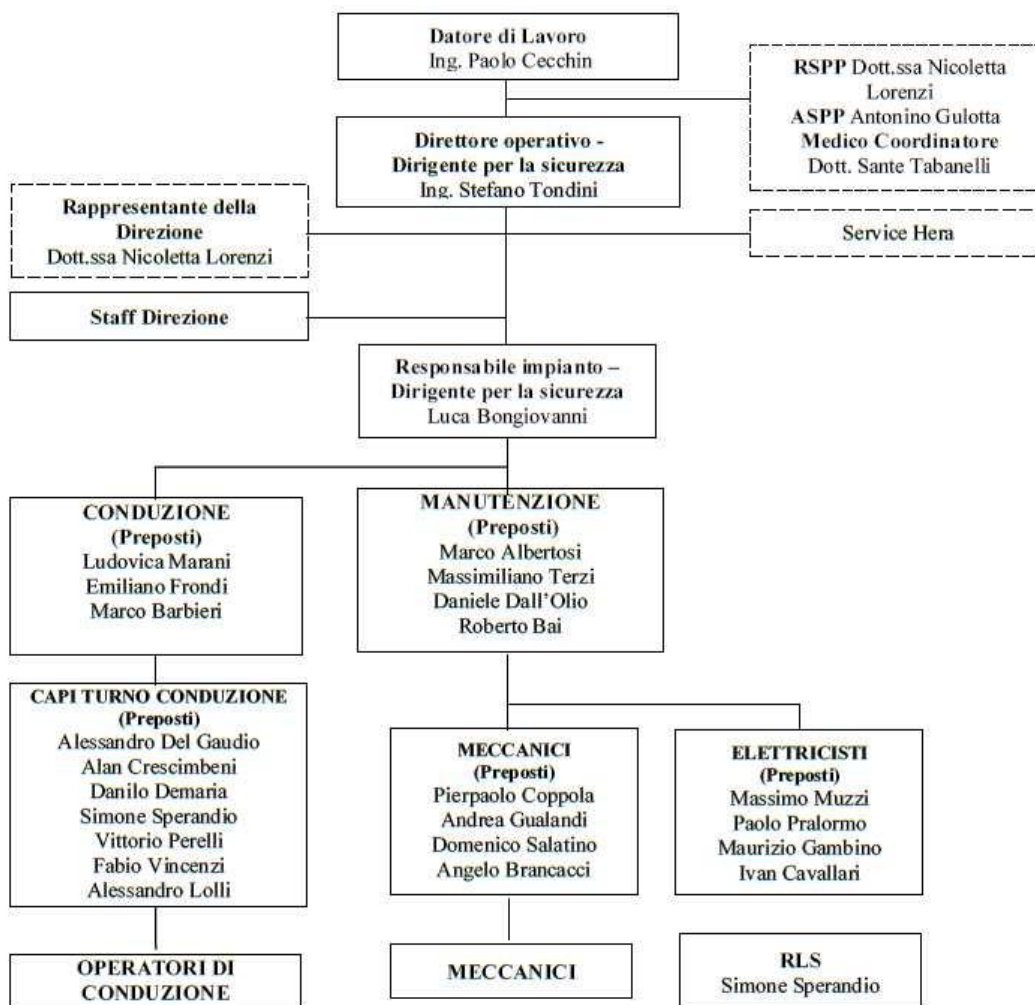 Datore di Lavoro
Ing. Paolo Cecchin
RSPP Dott.ssa Nicoletta
Lorenzi
ASPP Antonino Gulotta
Medico Coordinatore
Dott. Sante Tabanelli
Direttore operativo -
Dirigente per la sicurezza
Ing. Stefano Tondini
Rappresentante della
Direzione
Dott.ssa Nicoletta Lorenzi
Service Hera
Staff Direzione
Responsabile impianto –
Dirigente per la sicurezza
Luca Bongiovanni
CONDUZIONE
(Preposti)
Ludovica Marani
Emiliano Frondi
Marco Barbieri
MANUTENZIONE
(Preposti)
Marco Albertosi
Massimiliano Terzi
Daniele Dall’Olio
Roberto Bai
CAPI TURNO CONDUZIONE
(Preposti)
Alessandro Del Gaudio
Alan Crescimbeni
Danilo Demaria
Simone Sperandio
Vittorio Perelli
Fabio Vincenzi
Alessandro Lolli
MECCANICI
(Preposti)
Pierpaolo Coppola
Andrea Gualandi
Domenico Salatino
Angelo Brancacci
ELETTRICISTI
(Preposti)
Massimo Muzzi
Paolo Pralormo
Maurizio Gambino
Ivan Cavallari
OPERATORI DI
CONDUZIONE
MECCANICI
RLS
Simone Sperandio